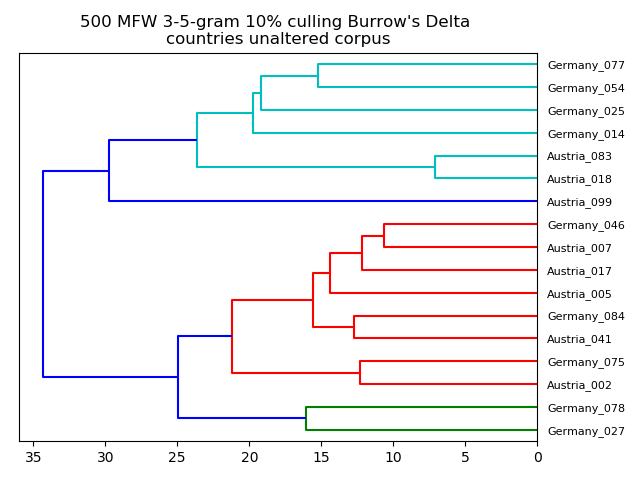 500 MFW 3-5-gram 10% culling Burrow's Delta
countries unaltered corpus
Germany_077
Germany_054
Germany_025
Germany_014
Austria_083
Austria_018
Austria_099
Germany_046
Austria_007
Austria_017
Austria_005
Germany_084
Austria_041
Germany_075
Austria_002
Germany_078
Germany_027
35 30 25 20 15 10 5 0